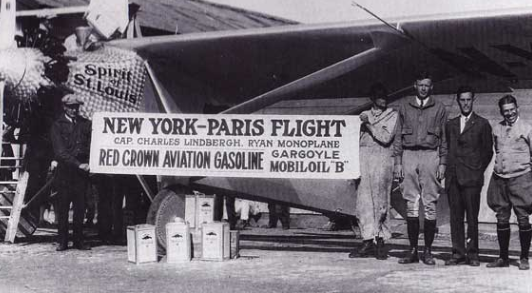 Spirit
St. Louis
NEW YORK–PARIS FLIGHT
CAP. CHARLES LINDBERGH, RYAN MONOPLANE
RED CROWN AVIATION GASOLINE GARGOYLE MOBILOIL "B"